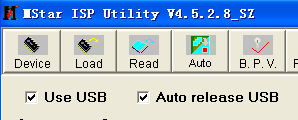 MStar ISP Utility V4.5.2.8_SZ
Device Load Read Auto B. P. V.
Use USB Auto release USB